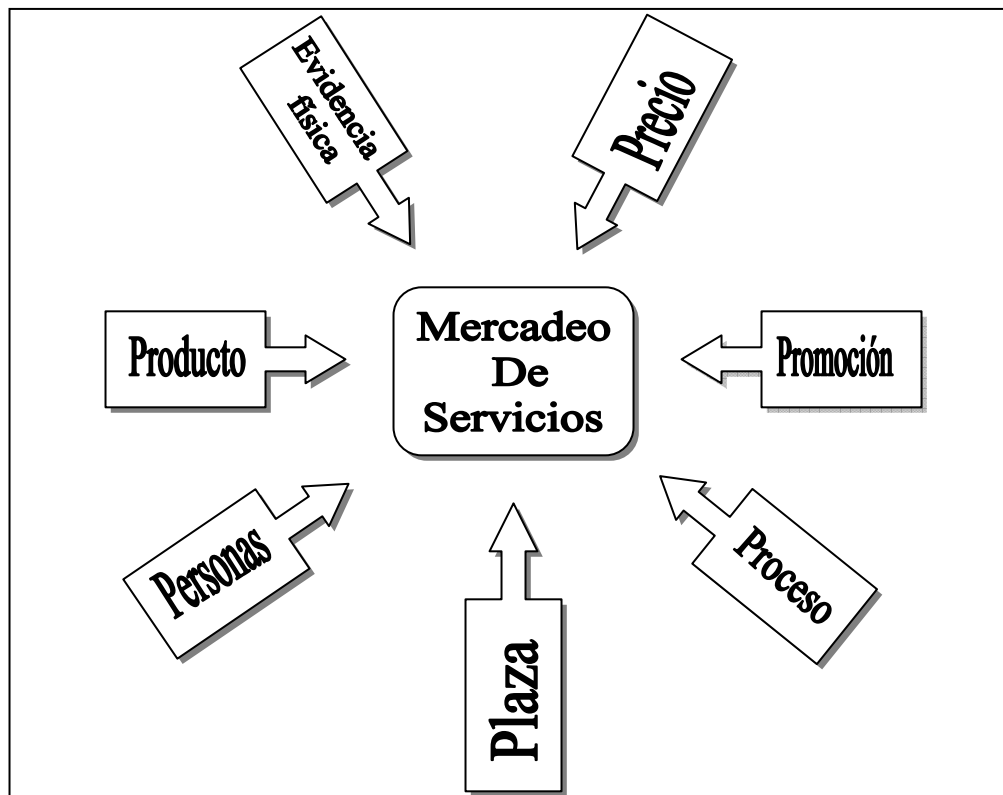 Evidencia
física
Precio
Mercadeo
De
Servicios
Producto
Promoción
Personas
Proceso
Plaza